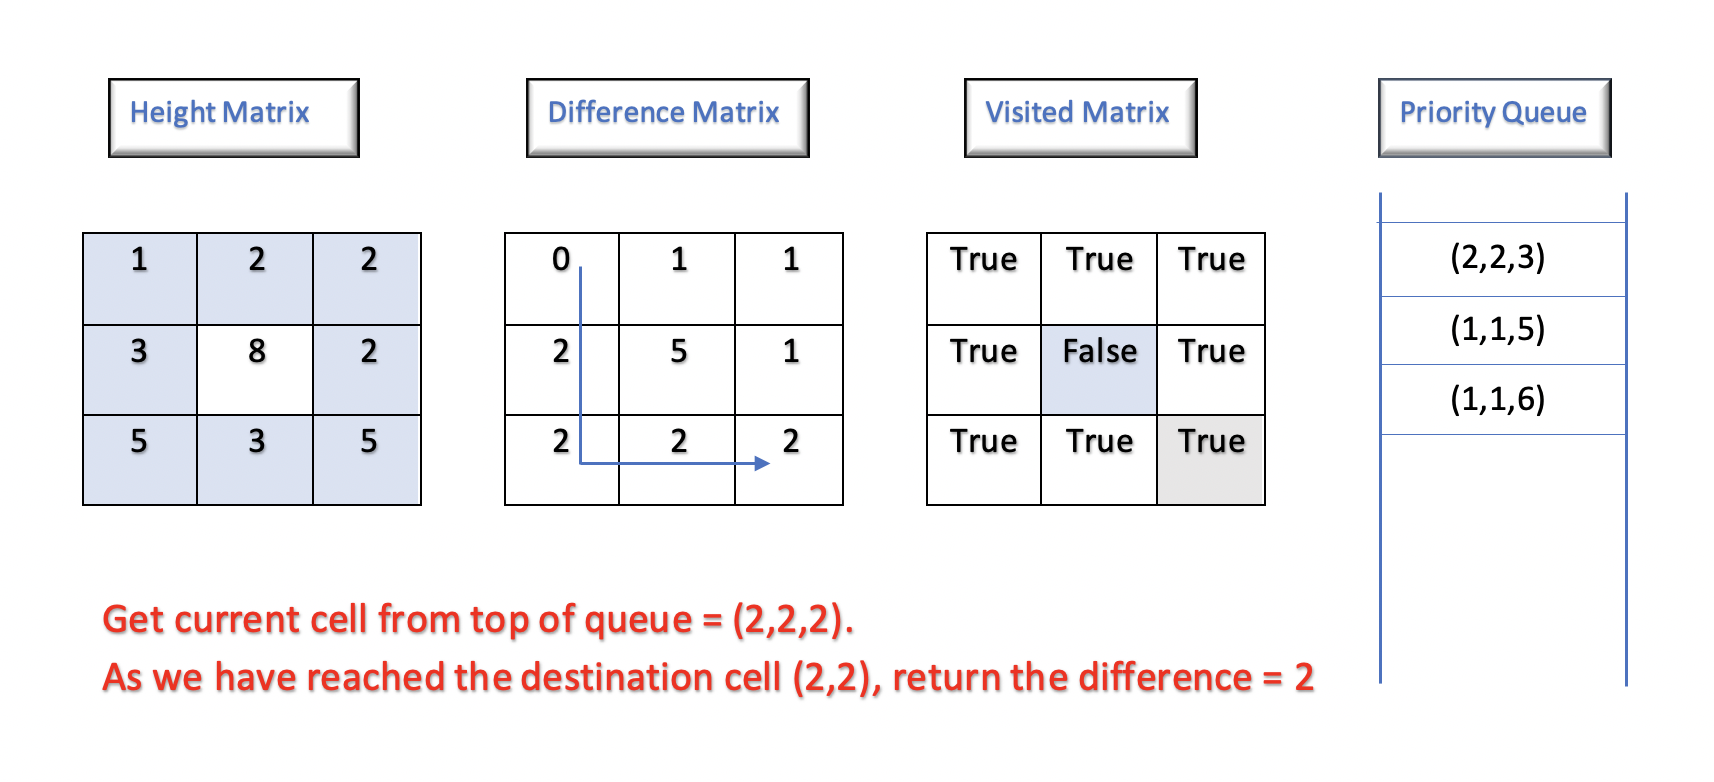 Height Matrix
Difference Matrix
Visited Matrix
Priority Queue
1 2 2
3 8 2
5 3 5
0 1 1
2 5 1
2 2 2
True True True
True False True
True True True
(2,2,3)
(1,1,5)
(1,1,6)
Get current cell from top of queue = (2,2,2).
As we have reached the destination cell (2,2), return the difference = 2